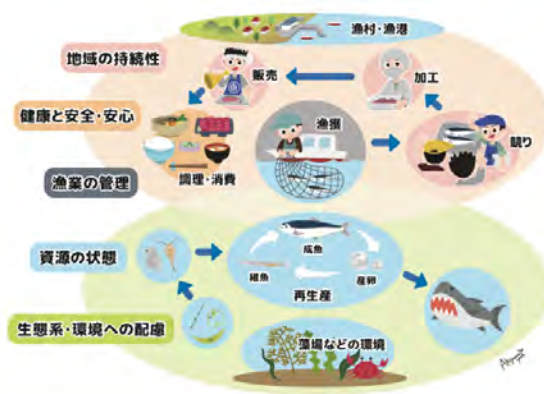 漁村・漁港
地域の持続性
販売
加工
健康と安全・安心
漁獲
競り
調理・消費
漁業の管理
資源の状態
成魚
稚魚
産卵
再生産
生態系・環境への配慮
藻場などの環境